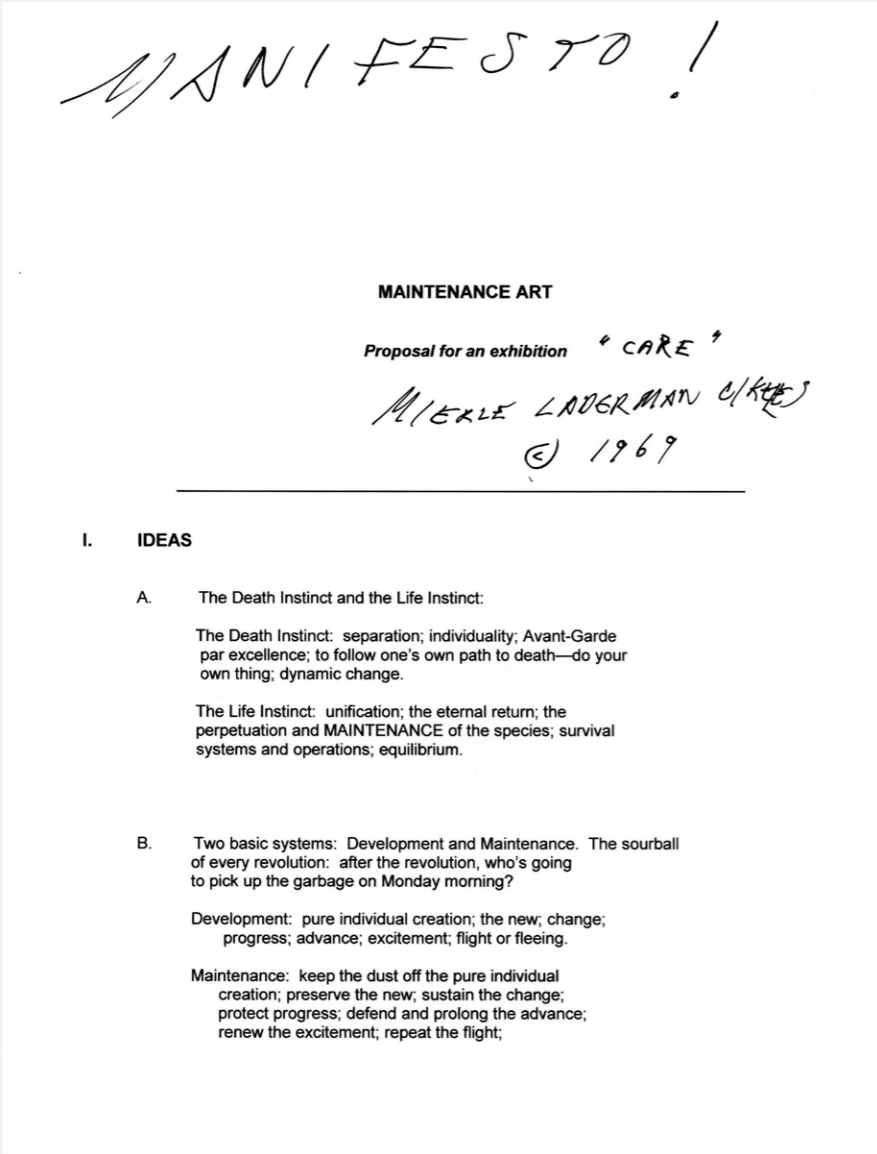 MANIFESTO!
MAINTENANCE ART
Proposal for an exhibition "CARE"
MIERLE LADERMAN UKELES
© 1969
I. IDEAS
A. The Death Instinct and the Life Instinct:
The Death Instinct: separation; individuality; Avant-Garde
par excellence; to follow one's own path to death—do your
own thing; dynamic change.
The Life Instinct: unification; the eternal return; the
perpetuation and MAINTENANCE of the species; survival
systems and operations; equilibrium.
B. Two basic systems: Development and Maintenance. The sourball
of every revolution: after the revolution, who's going
to pick up the garbage on Monday morning?
Development: pure individual creation; the new; change;
progress; advance; excitement; flight or fleeing.
Maintenance: keep the dust off the pure individual
creation; preserve the new; sustain the change;
protect progress; defend and prolong the advance;
renew the excitement; repeat the flight;